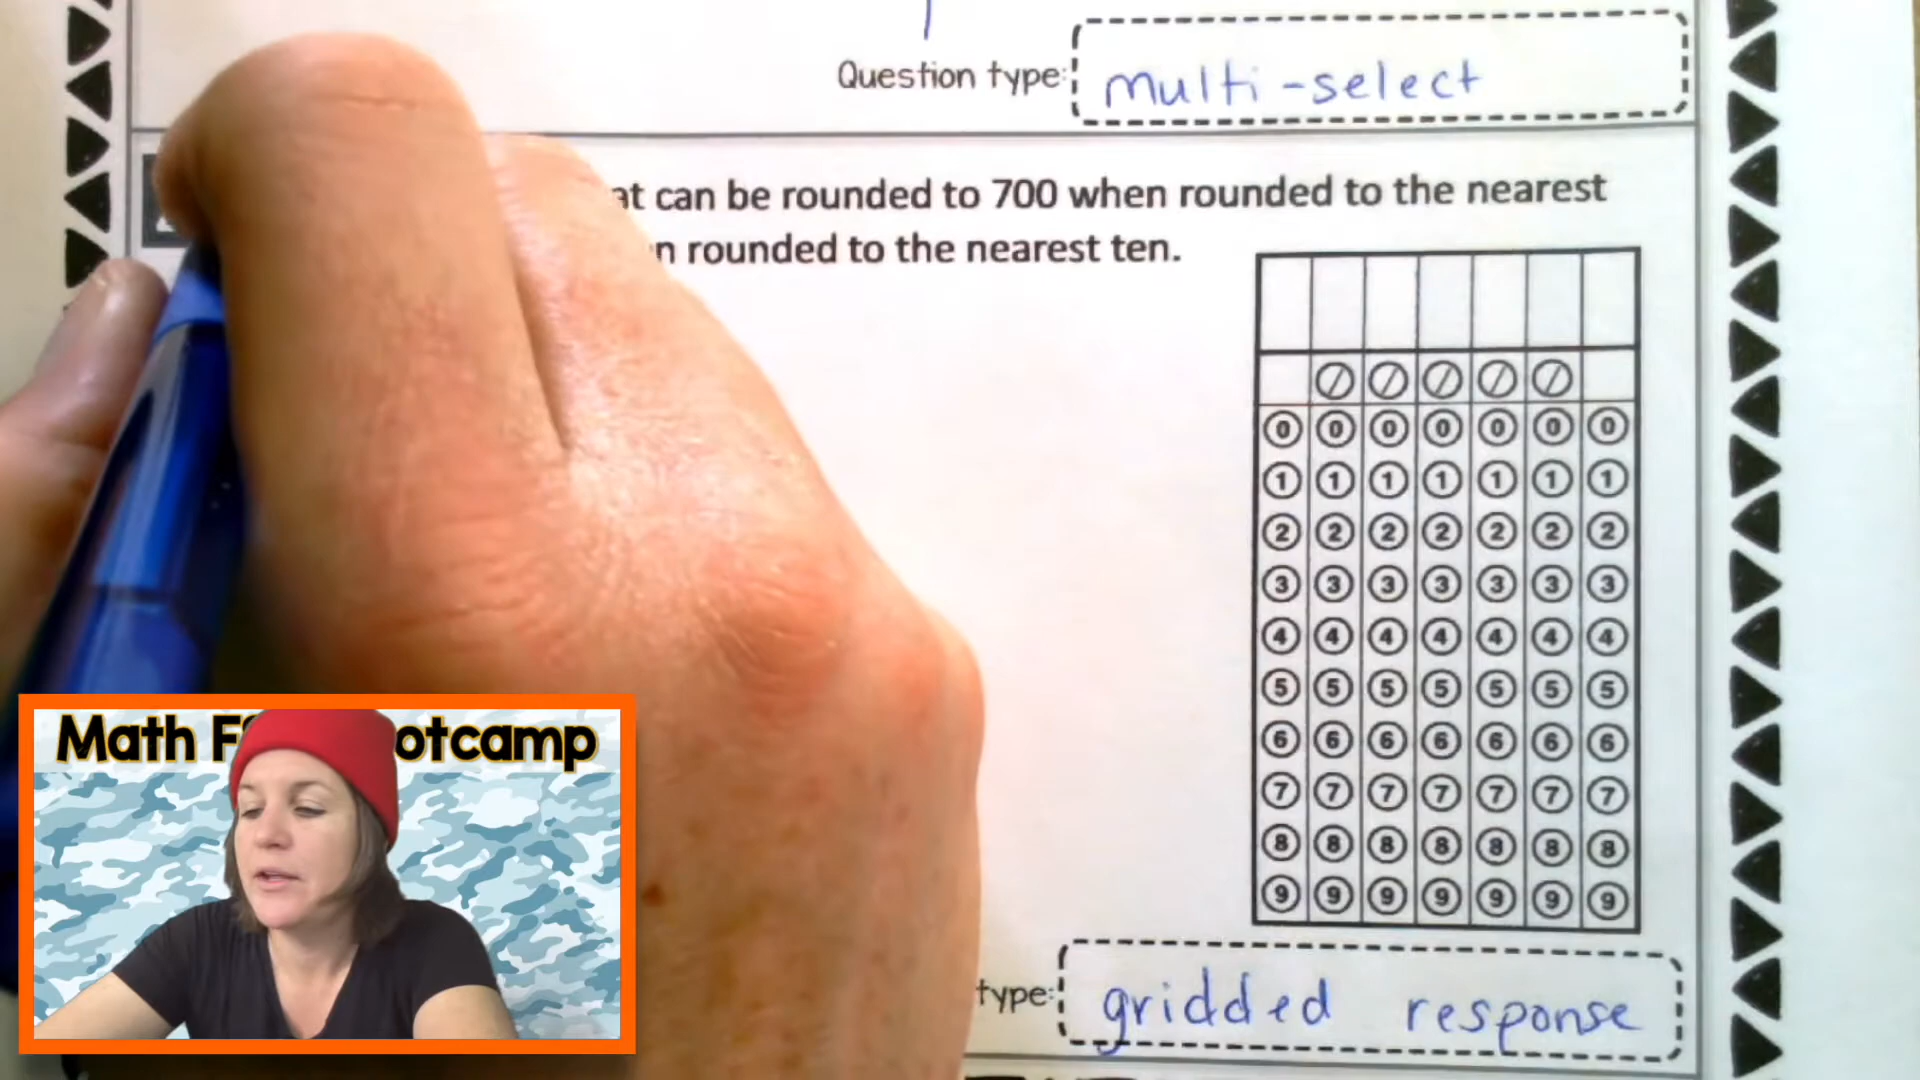 Question type: multi-select
can be rounded to 700 when rounded to the nearest
rounded to the nearest ten.
0 0 0 0 0 0 0
1 1 1 1 1 1 1
2 2 2 2 2 2 2
3 3 3 3 3 3 3
4 4 4 4 4 4 4
5 5 5 5 5 5 5
6 6 6 6 6 6 6
7 7 7 7 7 7 7
8 8 8 8 8 8 8
9 9 9 9 9 9 9
type: gridded response
Math